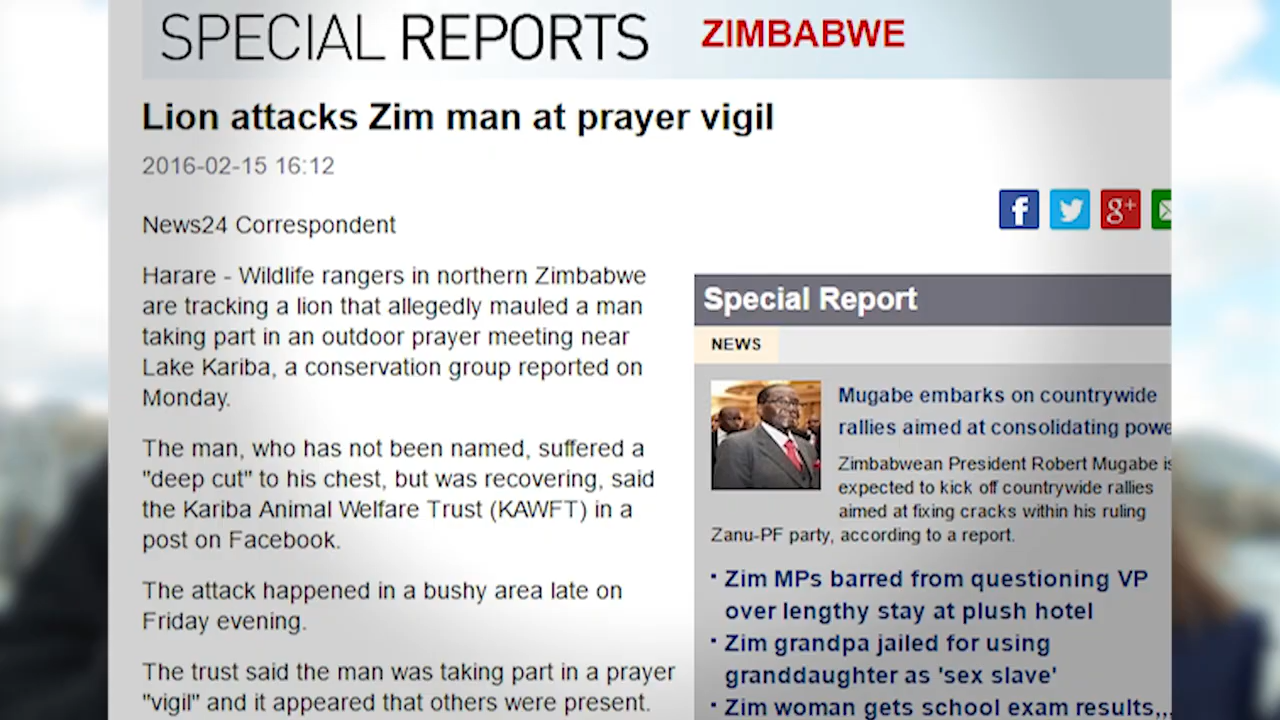 SPECIAL REPORTS ZIMBABWE
Lion attacks Zim man at prayer vigil
2016-02-15 16:12
News24 Correspondent
Harare - Wildlife rangers in northern Zimbabwe
are tracking a lion that allegedly mauled a man
taking part in an outdoor prayer meeting near
Lake Kariba, a conservation group reported on
Monday.
The man, who has not been named, suffered a
"deep cut" to his chest, but was recovering, said
the Kariba Animal Welfare Trust (KAWFT) in a
post on Facebook.
The attack happened in a bushy area late on
Friday evening.
The trust said the man was taking part in a prayer
"vigil" and it appeared that others were present.
f
g+
Special Report
NEWS
Mugabe embarks on countrywide
rallies aimed at consolidating powe
Zimbabwean President Robert Mugabe is
expected to kick off countrywide rallies
aimed at fixing cracks within his ruling
Zanu-PF party, according to a report.
· Zim MPs barred from questioning VP
over lengthy stay at plush hotel
· Zim grandpa jailed for using
granddaughter as 'sex slave'
· Zim woman gets school exam results,..